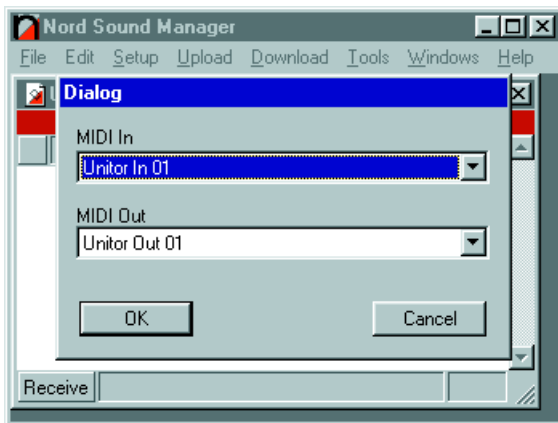 Nord Sound Manager
File Edit Setup Upload Download Tools Windows Help
Dialog
MIDI In
Unitor In 01
MIDI Out
Unitor Out 01
OK Cancel
Receive